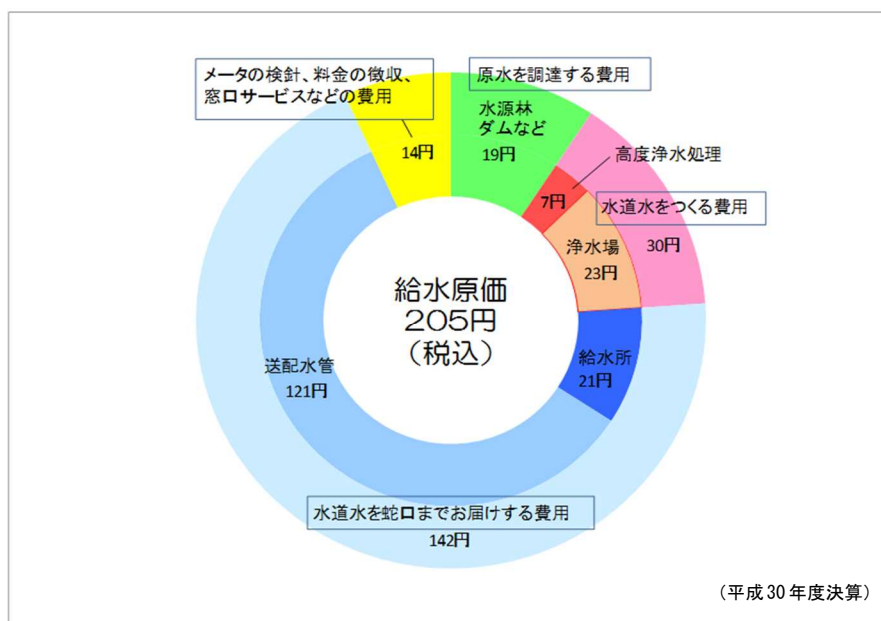 メータの検針、料金の徴収、
窓口サービスなどの費用
14円
原水を調達する費用
水源林
ダムなど
19円
高度浄水処理
7円
水道水をつくる費用
30円
浄水場
23円
給水原価
205円
（税込）
給水所
21円
送配水管
121円
水道水を蛇口までお届けする費用
142円
（平成30年度決算）